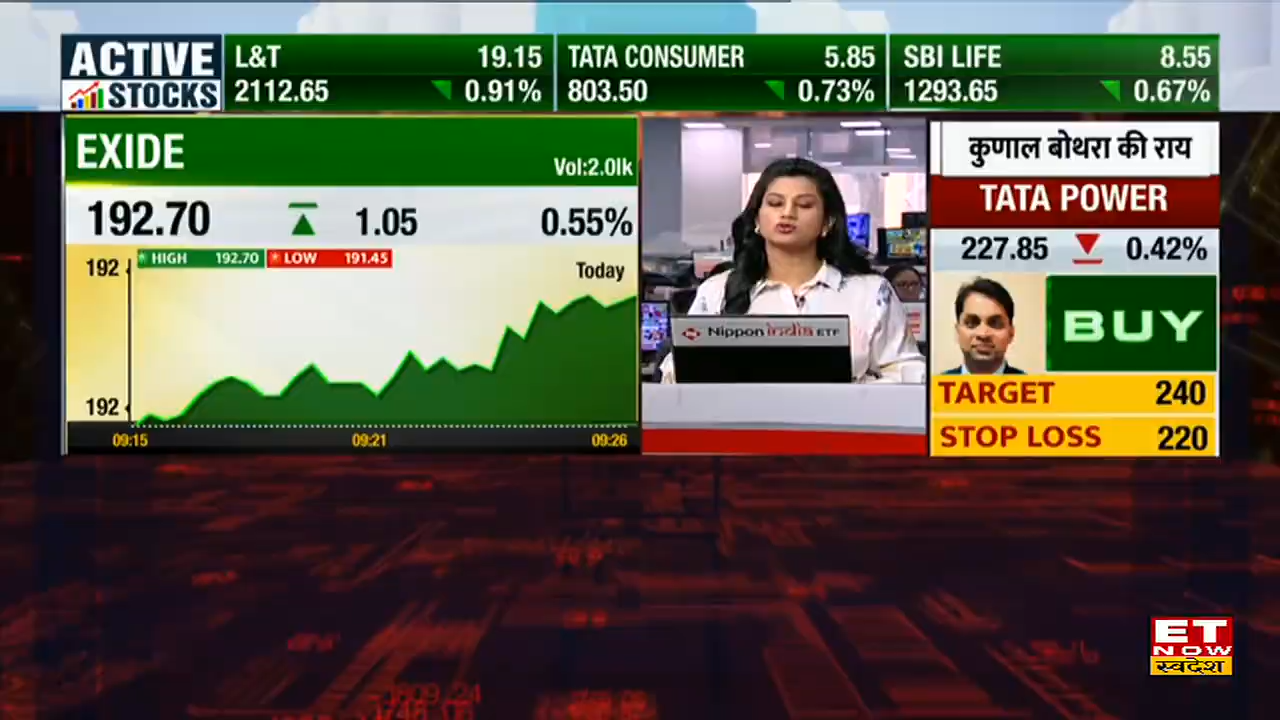 ACTIVE
STOCKS
L&T 19.15
2112.65 0.91%
TATA CONSUMER 5.85
803.50 0.73%
SBI LIFE 8.55
1293.65 0.67%
EXIDE
Vol:2.0lk
192.70 1.05 0.55%
HIGH 192.70 LOW 191.45
Today
192
192
09:15 09:21 09:26
Nippon india ETF
कुणाल बोथरा की राय
TATA POWER
227.85 0.42%
BUY
TARGET 240
STOP LOSS 220
ET
NOW
स्वदेश